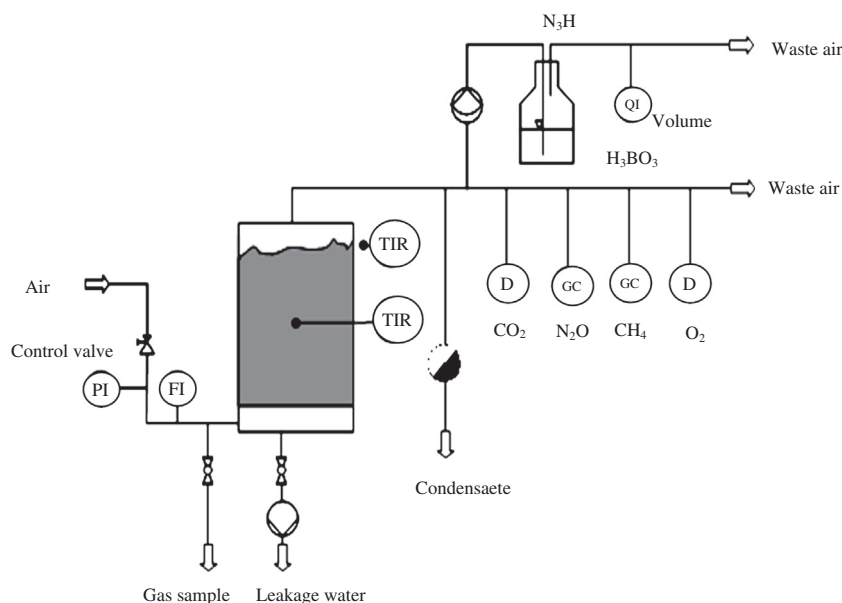 N₃H
Waste air
QI
Volume
H₃BO₃
Waste air
TIR
Air
D
GC
GC
D
TIR
CO₂
N₂O
CH₄
O₂
Control valve
PI
FI
Condensaete
Gas sample
Leakage water